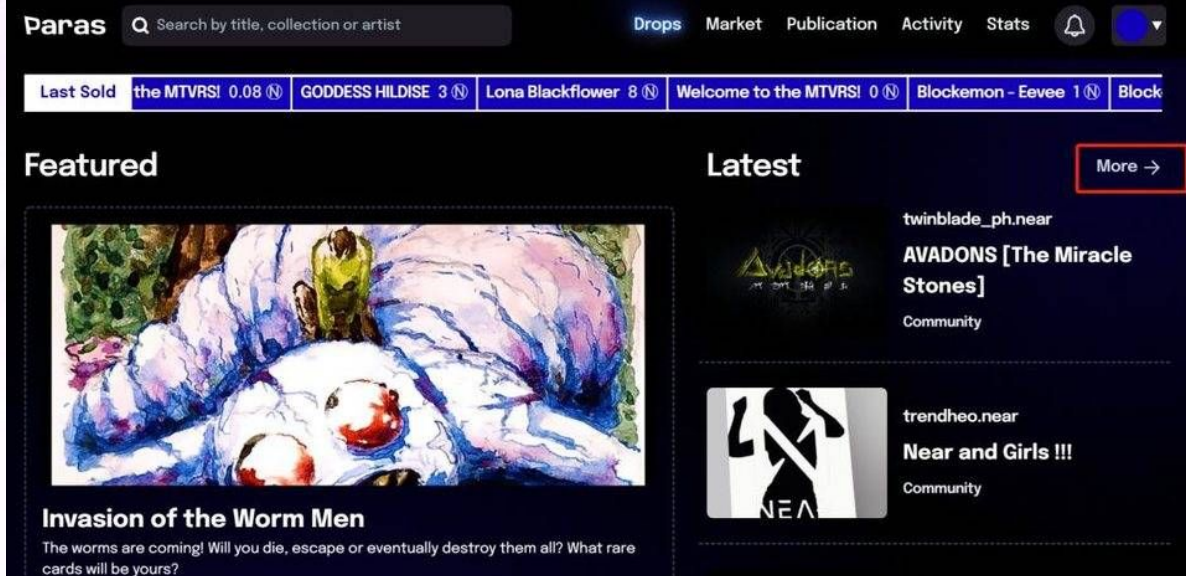 Paras
Search by title, collection or artist
Drops
Market
Publication
Activity
Stats
Last Sold
the MTVRS! 0.08 Ⓝ
GODDESS HILDISE 3 Ⓝ
Lona Blackflower 8 Ⓝ
Welcome to the MTVRS! 0 Ⓝ
Blockemon - Eevee 1 Ⓝ
Block
Featured
Invasion of the Worm Men
The worms are coming! Will you die, escape or eventually destroy them all? What rare
cards will be yours?
Latest
More →
Avadons
twinblade_ph.near
AVADONS [The Miracle
Stones]
Community
NEA
trendheo.near
Near and Girls !!!
Community